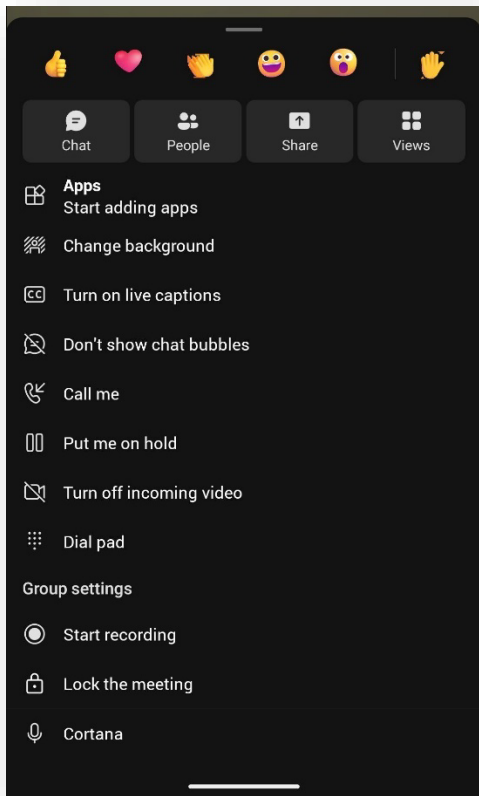 Chat
People
Share
Views
Apps
Start adding apps
Change background
CC
Turn on live captions
Don't show chat bubbles
Call me
Put me on hold
Turn off incoming video
Dial pad
Group settings
Start recording
Lock the meeting
Cortana